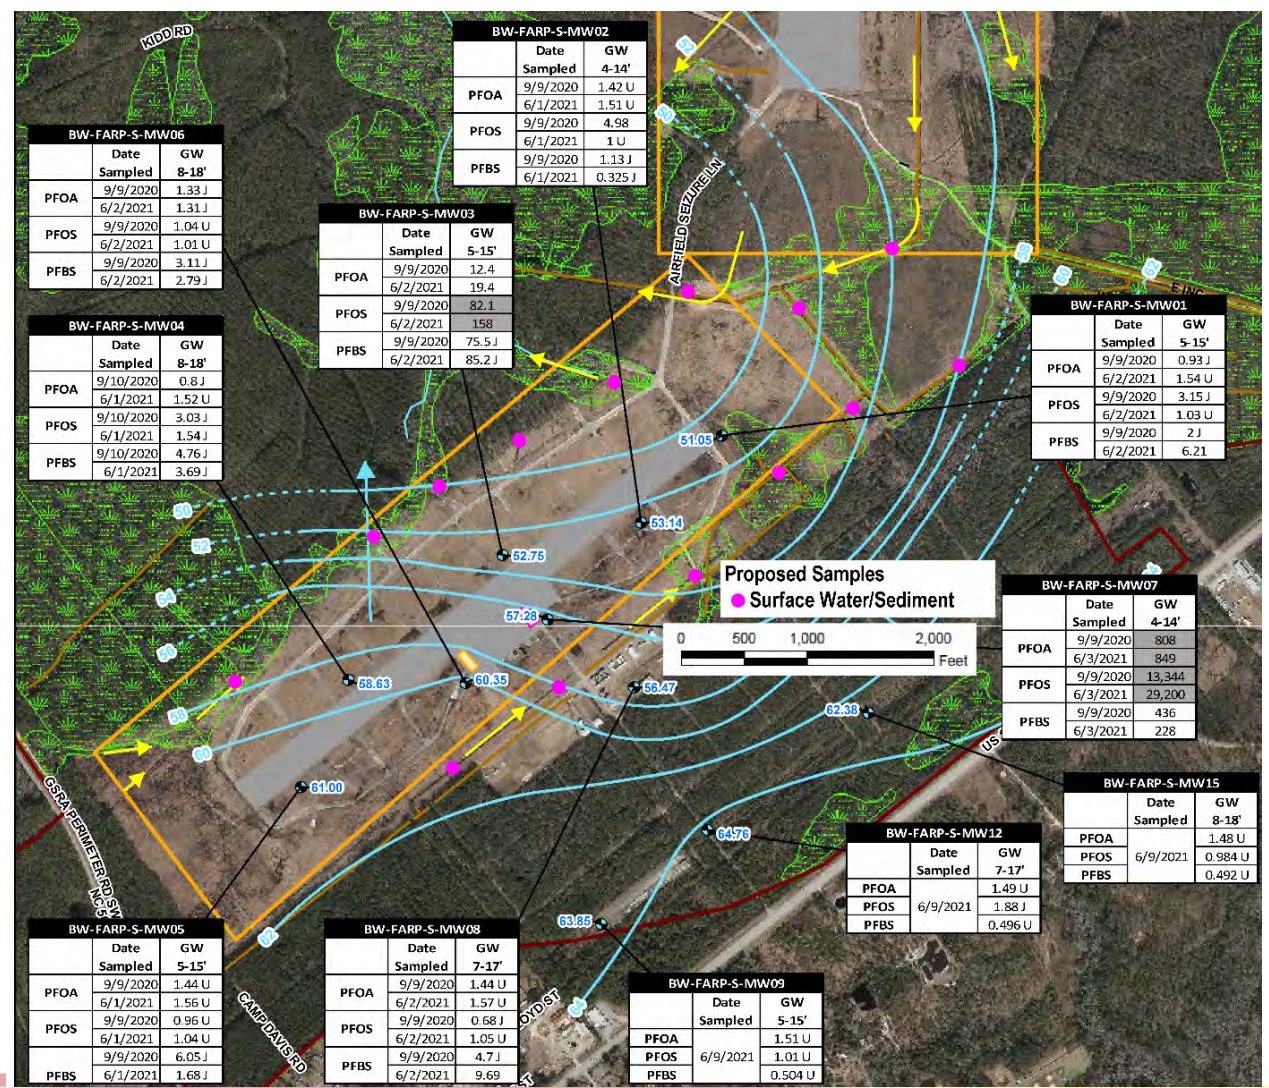 KIDD RD
BW-FARP-S-MW02
Date Sampled GW 4-14'
PFOA 9/9/2020 1.42 U
6/1/2021 1.51 U
PFOS 9/9/2020 4.98
6/1/2021 1 U
PFBS 9/9/2020 1.13 J
6/1/2021 0.325 J
BW-FARP-S-MW06
Date Sampled GW 8-18'
PFOA 9/9/2020 1.33 J
6/2/2021 1.31 J
PFOS 9/9/2020 1.04 U
6/2/2021 1.01 U
PFBS 9/9/2020 3.11 J
6/2/2021 2.79 J
BW-FARP-S-MW03
Date Sampled GW 5-15'
PFOA 9/9/2020 12.4
6/2/2021 19.4
PFOS 9/9/2020 82.1
6/2/2021 158
PFBS 9/9/2020 75.5 J
6/2/2021 85.2 J
BW-FARP-S-MW04
Date Sampled GW 8-18'
PFOA 9/10/2020 0.8 J
6/1/2021 1.52 U
PFOS 9/10/2020 3.03 J
6/1/2021 1.54 J
PFBS 9/10/2020 4.76 J
6/1/2021 3.69 J
BW-FARP-S-MW01
Date Sampled GW 5-15'
PFOA 9/9/2020 0.93 J
6/2/2021 1.54 U
PFOS 9/9/2020 3.15 J
6/2/2021 1.03 U
PFBS 9/9/2020 2 J
6/2/2021 6.21
52
50
AIRFIELD SEIZURE LN
58
60
62
51.05
53.14
52.75
57.28
58.63
60.35
56.47
62.38
61.00
64.76
63.85
50
52
54
56
58
60
62
64
Proposed Samples
Surface Water/Sediment
0 500 1,000 2,000
Feet
BW-FARP-S-MW07
Date Sampled GW 4-14'
PFOA 9/9/2020 808
6/3/2021 849
PFOS 9/9/2020 13,344
6/3/2021 29,200
PFBS 9/9/2020 436
6/3/2021 228
BW-FARP-S-MW15
Date Sampled GW 8-18'
PFOA 6/9/2021 1.48 U
PFOS 0.984 U
PFBS 0.492 U
BW-FARP-S-MW12
Date Sampled GW 7-17'
PFOA 6/9/2021 1.49 U
PFOS 1.88 J
PFBS 0.496 U
GSRA PERIMETER RD SW
CAMP DAVIS RD
BW-FARP-S-MW05
Date Sampled GW 5-15'
PFOA 9/9/2020 1.44 U
6/1/2021 1.56 U
PFOS 9/9/2020 0.96 U
6/1/2021 1.04 U
PFBS 9/9/2020 6.05 J
6/1/2021 1.68 J
BW-FARP-S-MW08
Date Sampled GW 7-17'
PFOA 9/9/2020 1.44 U
6/2/2021 1.57 U
PFOS 9/9/2020 0.68 J
6/2/2021 1.05 U
PFBS 9/9/2020 4.7 J
6/2/2021 9.69
BW-FARP-S-MW09
Date Sampled GW 5-15'
PFOA 6/9/2021 1.51 U
PFOS 1.01 U
PFBS 0.504 U